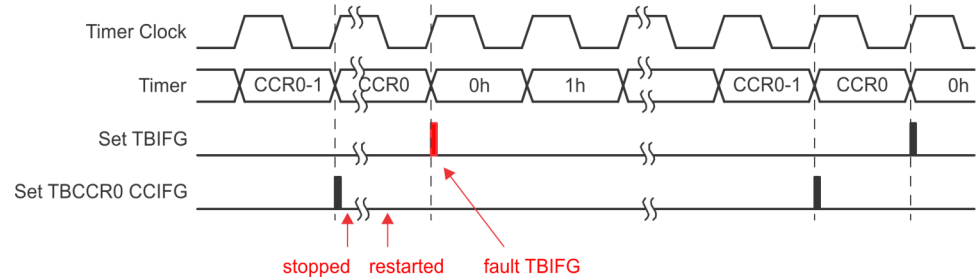 Timer Clock
Timer CCR0-1 CCR0 0h 1h CCR0-1 CCR0 0h
Set TBIFG
Set TBCCR0 CCIFG
stopped restarted fault TBIFG